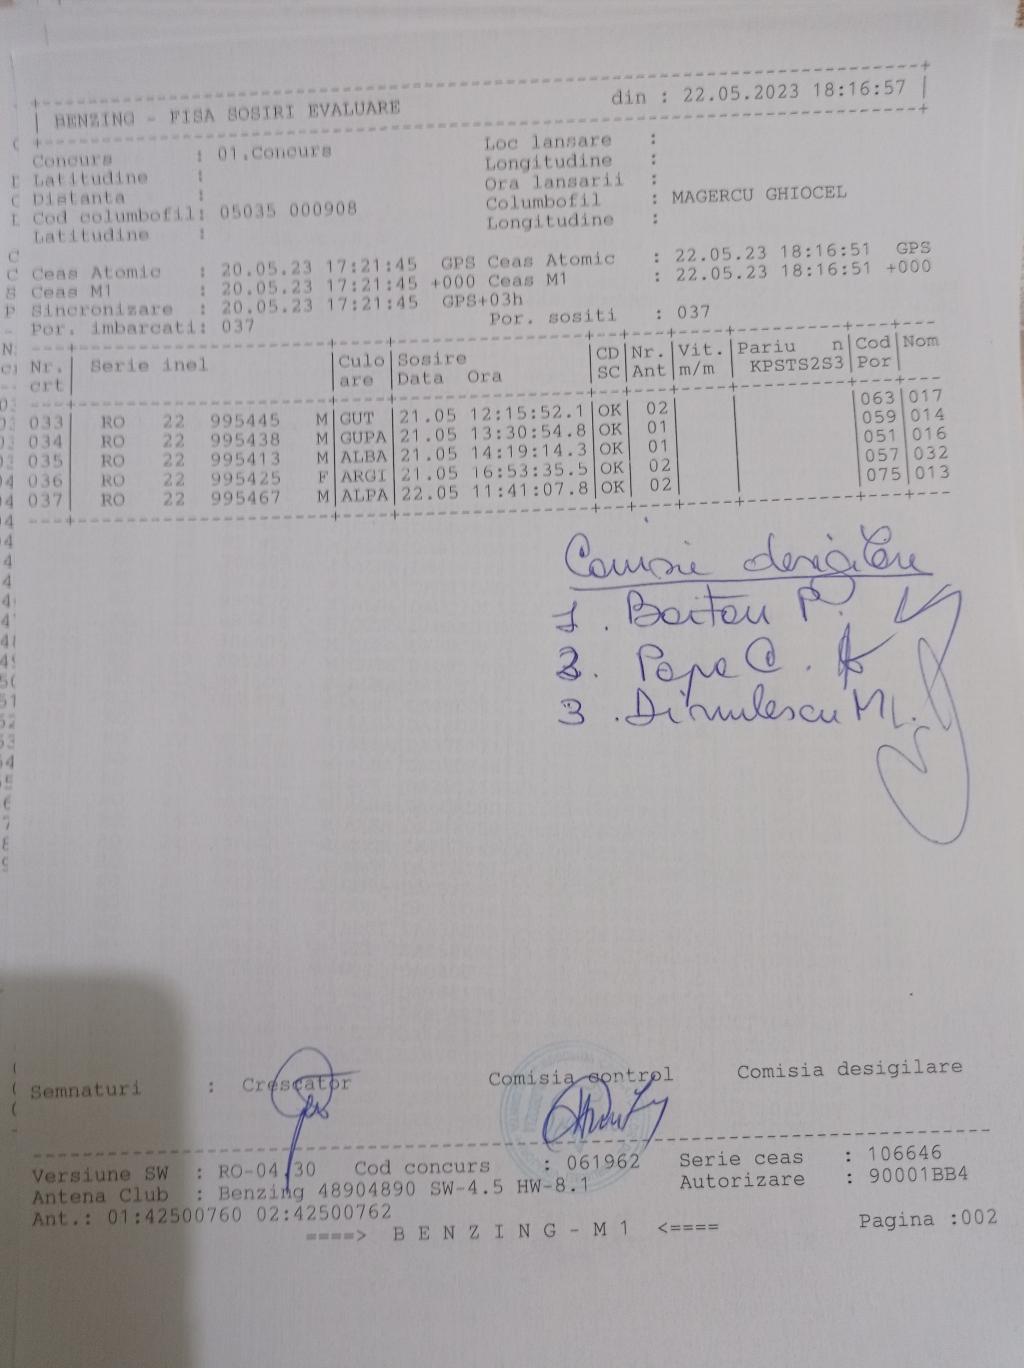 BENZING - FISA SOSIRI EVALUARE din : 22.05.2023 18:16:57
Concurs : 01.Concurs Loc lansare :
Latitudine : Longitudine :
Distanta : Ora lansarii :
Cod columbofil: 05035 000908 Columbofil : MAGERCU GHIOCEL
Latitudine : Longitudine :
Ceas Atomic : 20.05.23 17:21:45 GPS Ceas Atomic : 22.05.23 18:16:51 GPS
Ceas M1 : 20.05.23 17:21:45 +000 Ceas M1 : 22.05.23 18:16:51 +000
Sincronizare : 20.05.23 17:21:45 GPS+03h
Por. imbarcati: 037 Por. sositi : 037
Nr. Serie inel Culo Sosire CD Nr. Vit. Pariu n Cod Nom
crt are Data Ora SC Ant m/m KPSTS2S3 Por
033 RO 22 995445 M GUT 21.05 12:15:52.1 OK 02 063 017
034 RO 22 995438 M GUPA 21.05 13:30:54.8 OK 01 059 014
035 RO 22 995413 M ALBA 21.05 14:19:14.3 OK 01 051 016
036 RO 22 995425 F ARGI 21.05 16:53:35.5 OK 02 057 032
037 RO 22 995467 M ALPA 22.05 11:41:07.8 OK 02 075 013
Comisie desigilare
1. Boitou P.
2. Popa C.
3. Dirmulescu M.
Semnaturi : Crescator Comisia control Comisia desigilare
Versiune SW : RO-04.30 Cod concurs : 061962 Serie ceas : 106646
Antena Club : Benzing 48904890 SW-4.5 HW-8.1 Autorizare : 90001BB4
Ant.: 01:42500760 02:42500762
====> B E N Z I N G - M 1 <==== Pagina :002